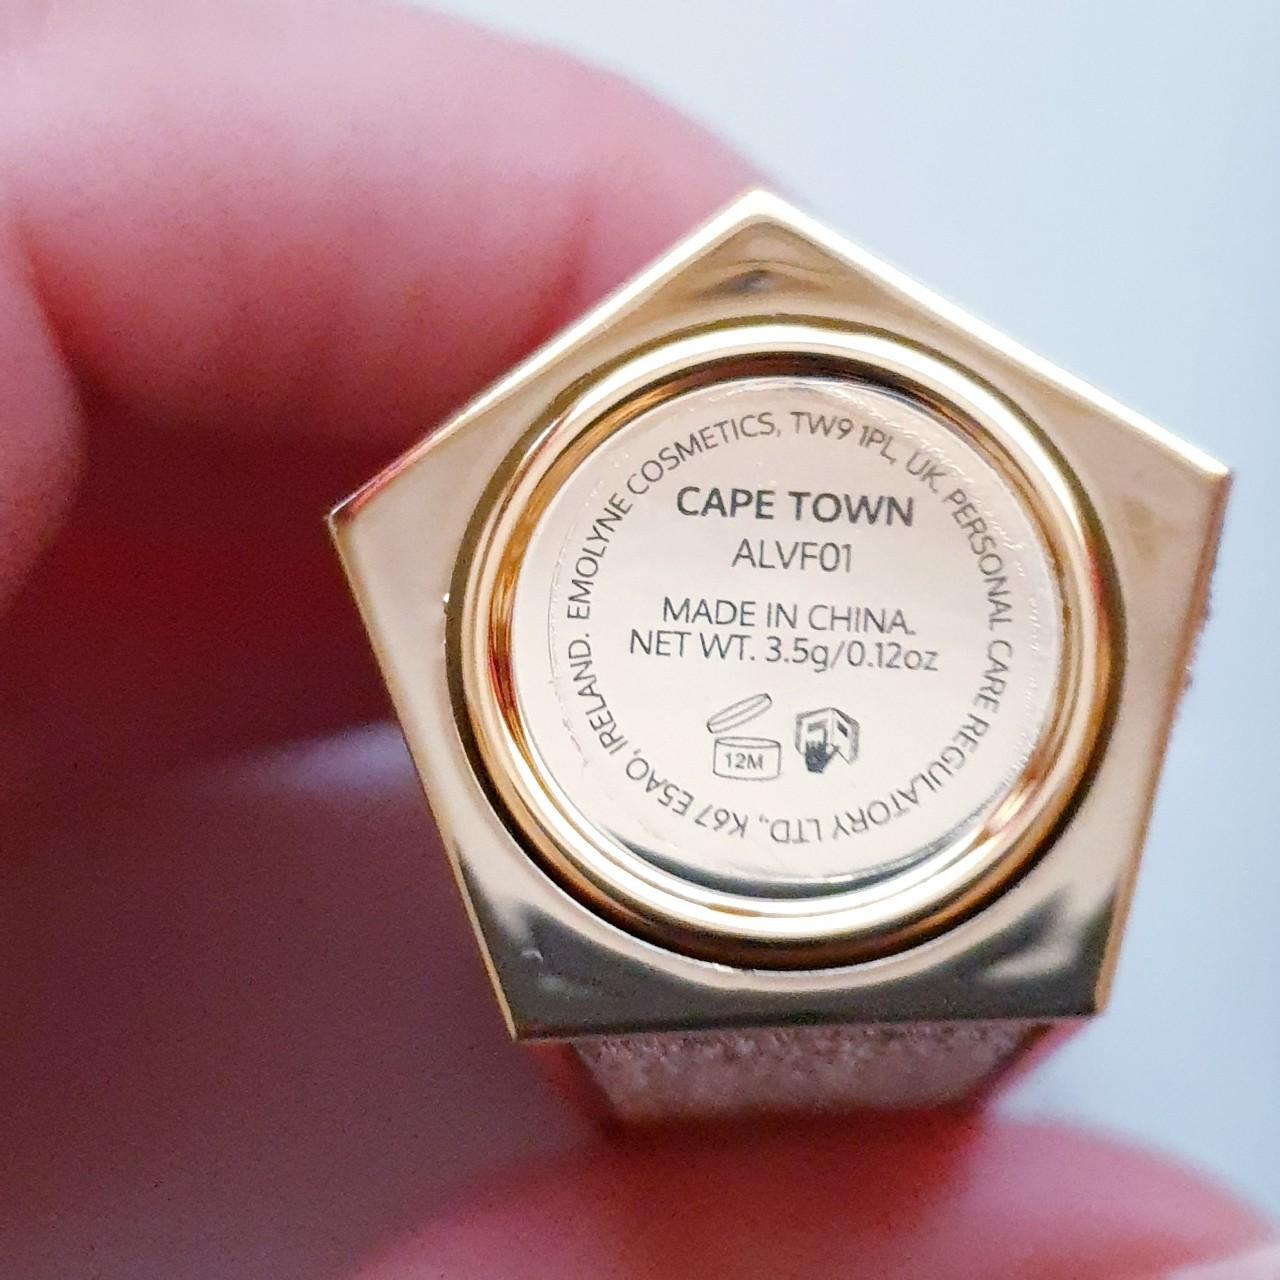 EMOLYNE COSMETICS, TW9 1PL, UK. PERSONAL CARE REGULATORY LTD., K67 E5A0, IRELAND.
CAPE TOWN
ALVF01
MADE IN CHINA.
NET WT. 3.5g/0.12oz
12M